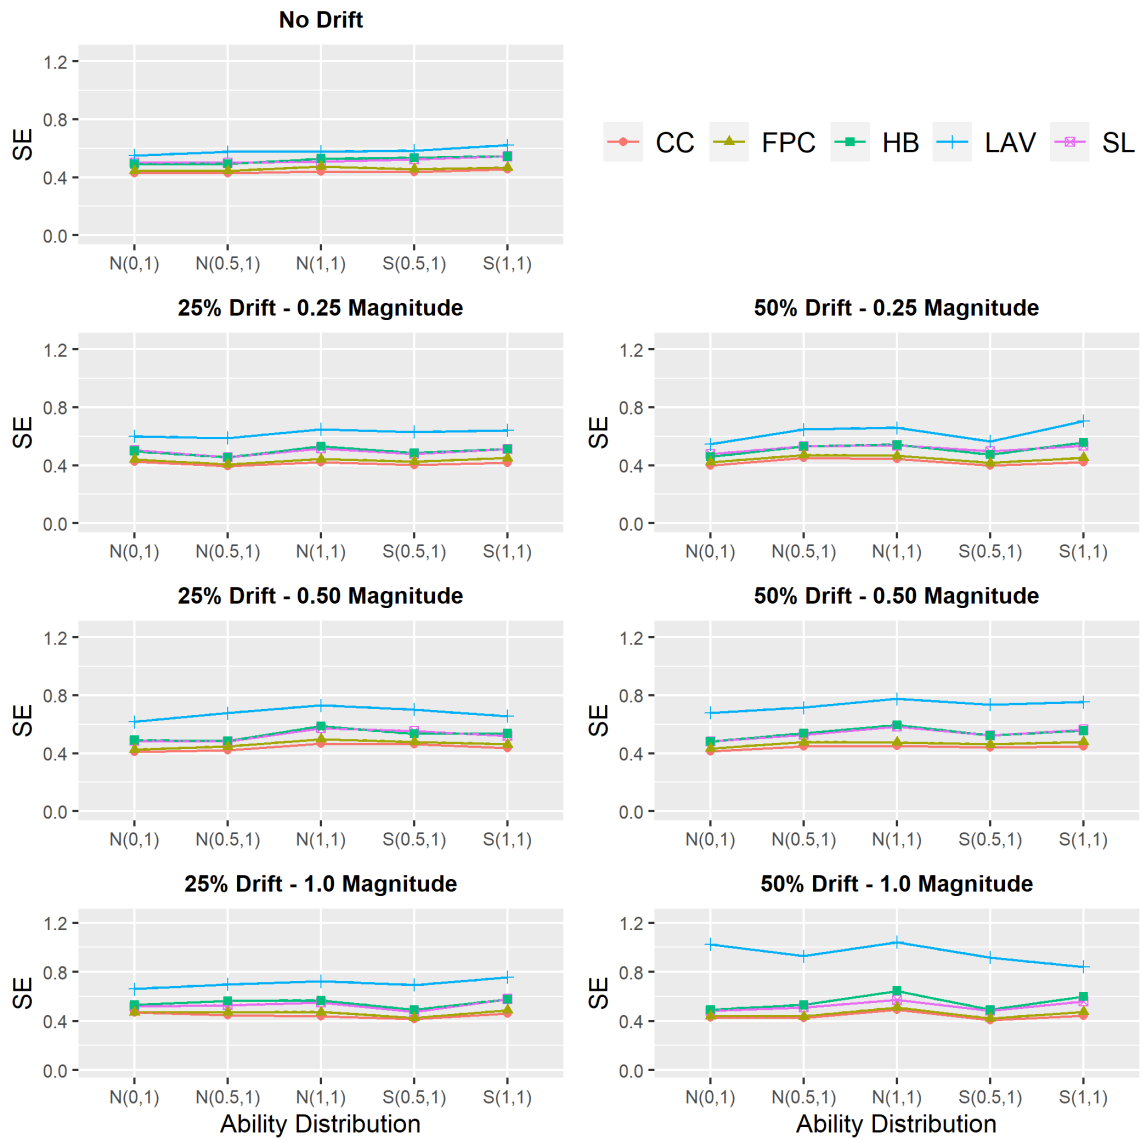 No Drift
1.2
0.8
0.4
0.0
SE
N(0,1) N(0.5,1) N(1,1) S(0.5,1) S(1,1)
CC FPC HB LAV SL
25% Drift - 0.25 Magnitude
1.2
0.8
0.4
0.0
SE
N(0,1) N(0.5,1) N(1,1) S(0.5,1) S(1,1)
50% Drift - 0.25 Magnitude
1.2
0.8
0.4
0.0
SE
N(0,1) N(0.5,1) N(1,1) S(0.5,1) S(1,1)
25% Drift - 0.50 Magnitude
1.2
0.8
0.4
0.0
SE
N(0,1) N(0.5,1) N(1,1) S(0.5,1) S(1,1)
50% Drift - 0.50 Magnitude
1.2
0.8
0.4
0.0
SE
N(0,1) N(0.5,1) N(1,1) S(0.5,1) S(1,1)
25% Drift - 1.0 Magnitude
1.2
0.8
0.4
0.0
SE
N(0,1) N(0.5,1) N(1,1) S(0.5,1) S(1,1)
Ability Distribution
50% Drift - 1.0 Magnitude
1.2
0.8
0.4
0.0
SE
N(0,1) N(0.5,1) N(1,1) S(0.5,1) S(1,1)
Ability Distribution